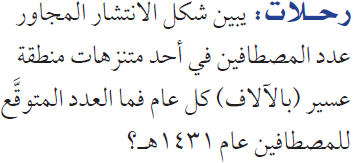 رحـــلات: يبين شكل الانتشار المجاور
عدد المصطافين في أحد متنزهات منطقة
عسير (بالآلاف) كل عام فما العدد المتوقَّع
للمصطافين عام ١٤٣١هـ؟